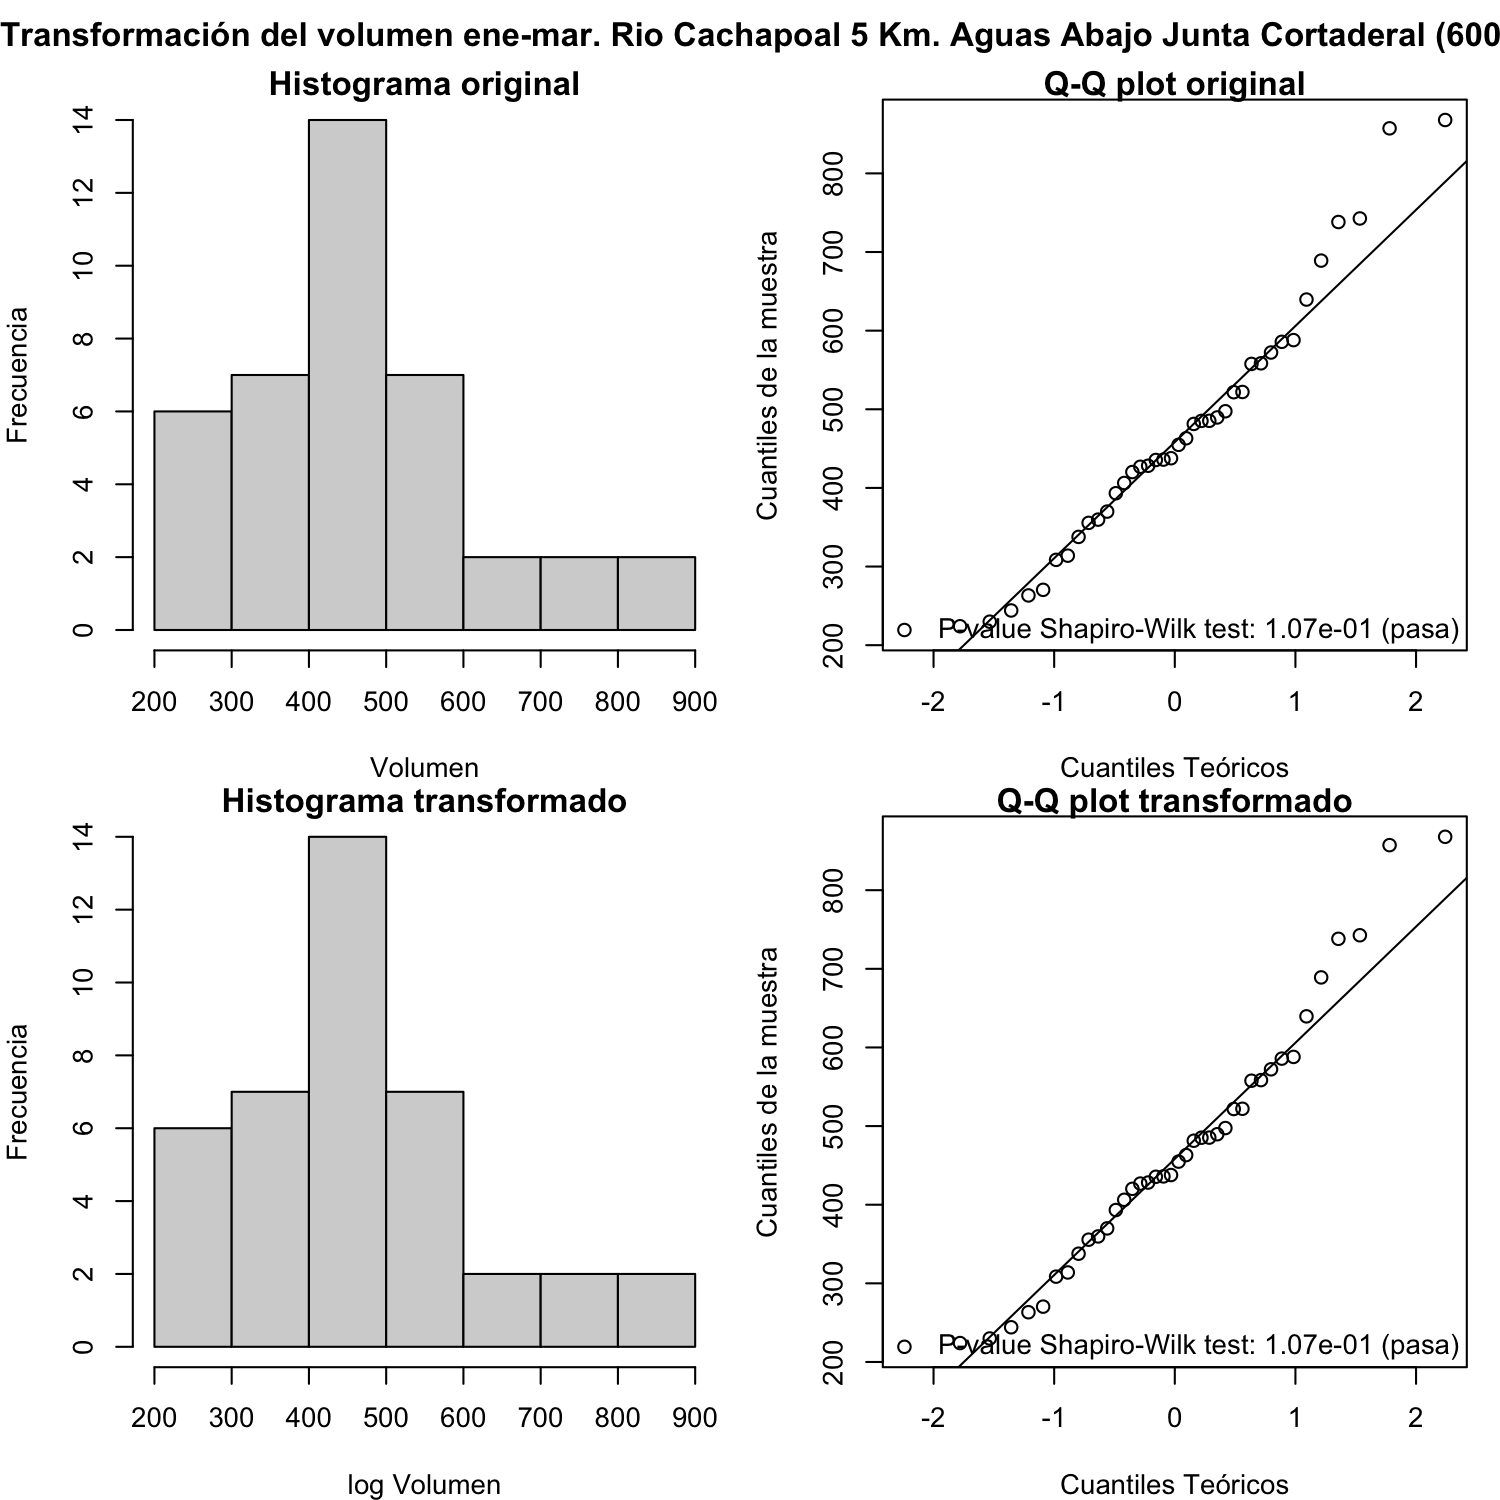 Transformación del volumen ene-mar. Rio Cachapoal 5 Km. Aguas Abajo Junta Cortaderal (600
Histograma original
Frecuencia
0 2 4 6 8 10 12 14
200 300 400 500 600 700 800 900
Volumen
Q-Q plot original
Cuantiles de la muestra
200 300 400 500 600 700 800
P-value Shapiro-Wilk test: 1.07e-01 (pasa)
-2 -1 0 1 2
Cuantiles Teóricos
Histograma transformado
Frecuencia
0 2 4 6 8 10 12 14
200 300 400 500 600 700 800 900
log Volumen
Q-Q plot transformado
Cuantiles de la muestra
200 300 400 500 600 700 800
P-value Shapiro-Wilk test: 1.07e-01 (pasa)
-2 -1 0 1 2
Cuantiles Teóricos